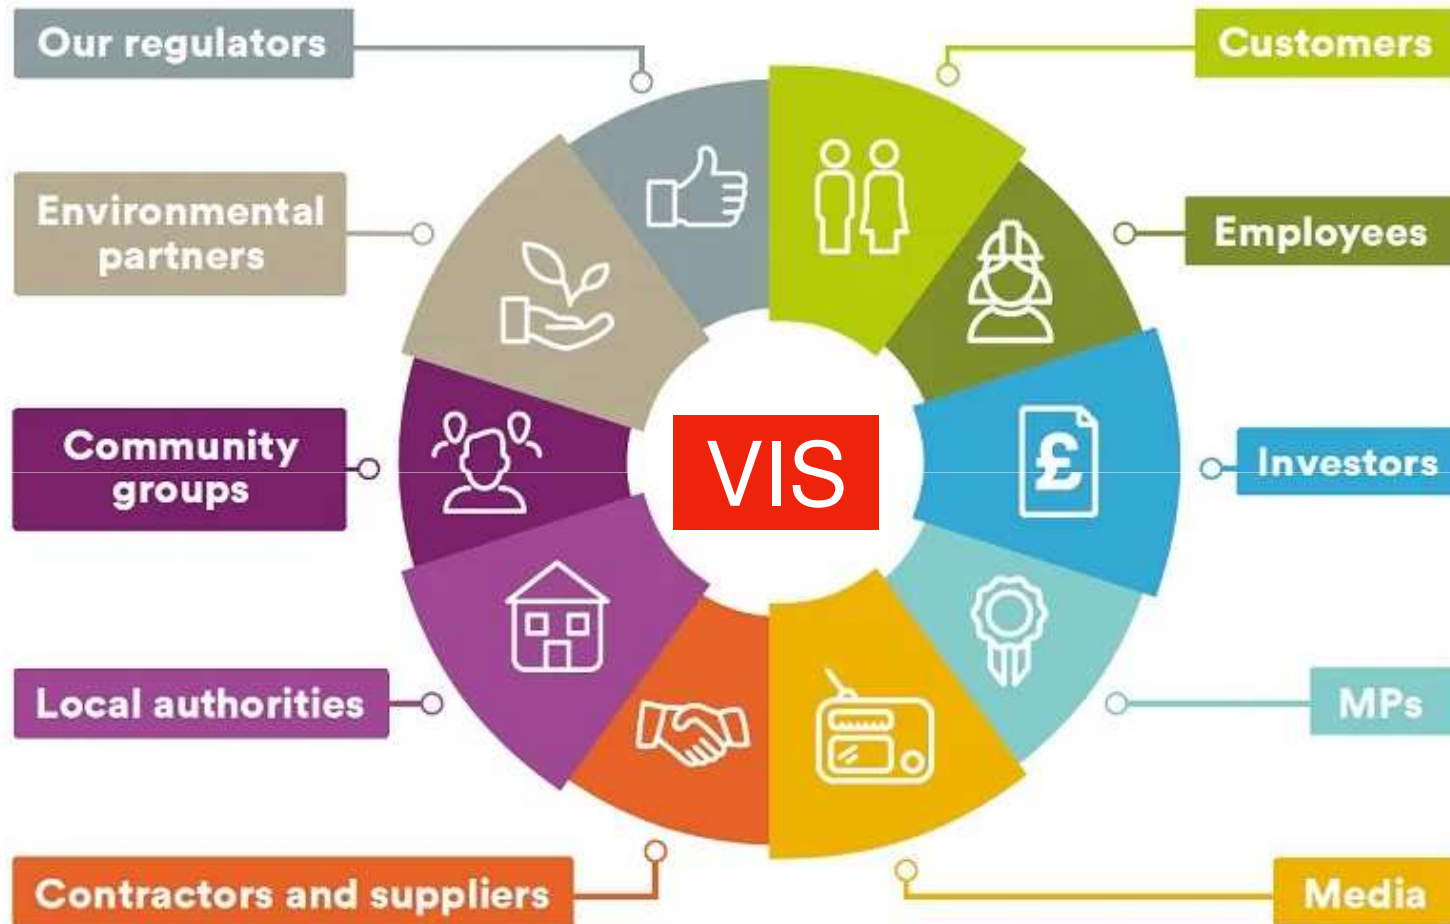 Our regulators
Customers
Environmental
partners
Employees
Community
groups
VIS
£
Investors
Local authorities
MPs
Contractors and suppliers
Media